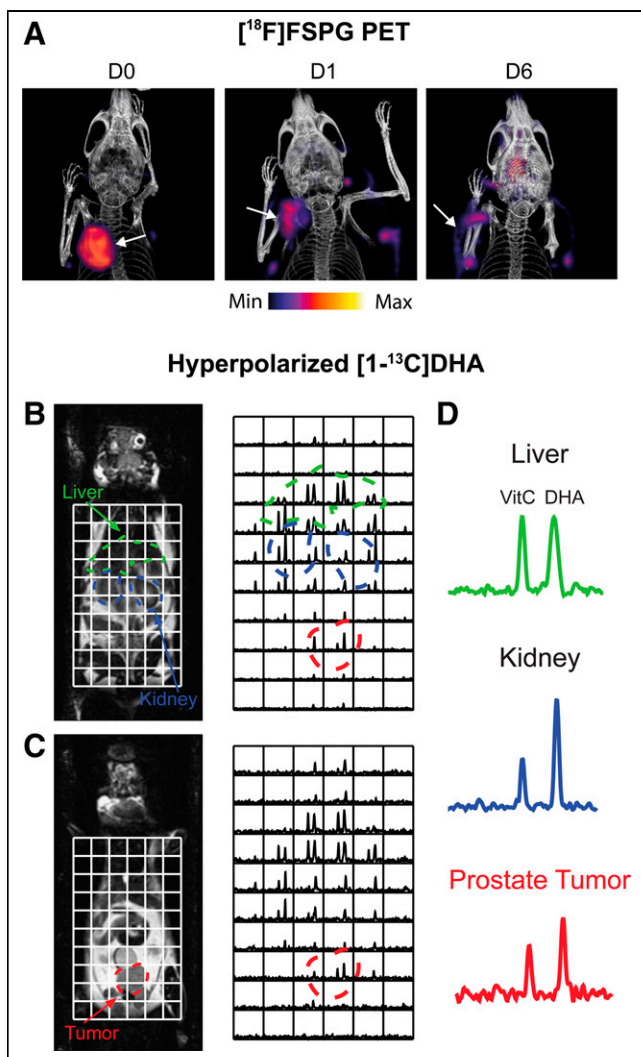 A
[¹⁸F]FSPG PET
D0 D1 D6
Min Max
Hyperpolarized [1-¹³C]DHA
B
Liver
Kidney
C
Tumor
D
Liver
VitC DHA
Kidney
Prostate Tumor